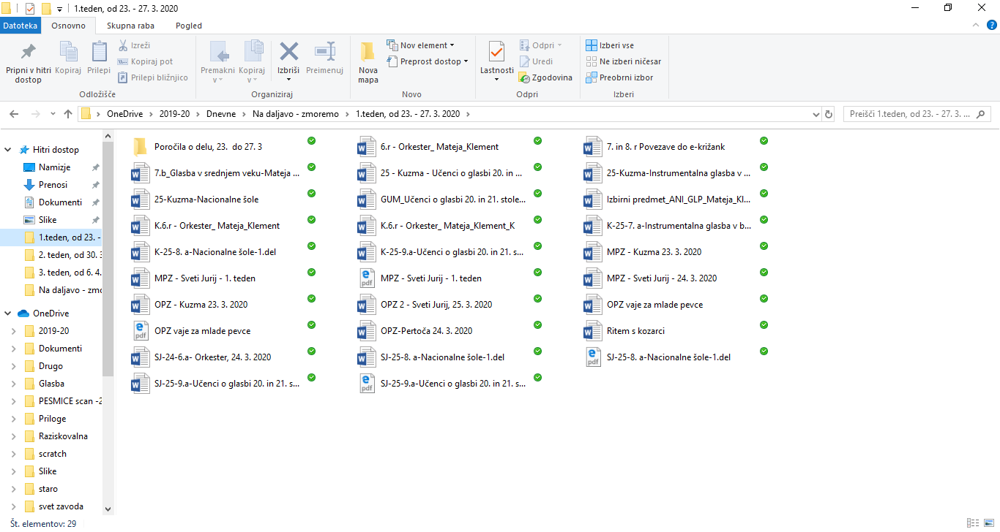 1.teden, od 23. - 27. 3. 2020
Datoteka Osnovno Skupna raba Pogled
Pripni v hitri dostop
Kopiraj
Prilepi
Izreži
Kopiraj pot
Prilepi bližnjico
Odložišče
Premakni v
Kopiraj v
Izbriši
Preimenuj
Organiziraj
Nova mapa
Nov element
Preprost dostop
Novo
Lastnosti
Odpri
Uredi
Zgodovina
Odpri
Izberi vse
Ne izberi ničesar
Preobrni izbor
Izberi
OneDrive > 2019-20 > Dnevne > Na daljavo - zmoremo > 1.teden, od 23. - 27. 3. 2020 >
Preišči 1.teden, od 23. - 27. 3. ...
Hitri dostop
Namizje
Prenosi
Dokumenti
Slike
1.teden, od 23. -
2. teden, od 30. 3
3. teden, od 6. 4.
Na daljavo - zmo
OneDrive
2019-20
Dokumenti
Drugo
Glasba
PESMICE scan -2
Priloge
Raziskovalna
scratch
Slike
staro
svet zavoda
Poročila o delu, 23.  do 27. 3
6.r - Orkester_ Mateja_Klement
7. in 8. r Povezave do e-križank
7.b_Glasba v srednjem veku-Mateja ...
25 - Kuzma - Učenci o glasbi 20. in ...
25-Kuzma-Instrumentalna glasba v ...
25-Kuzma-Nacionalne šole
GUM_Učenci o glasbi 20. in 21. stole...
Izbirni predmet_ANI_GLP_Mateja_Kl...
K.6.r - Orkester_ Mateja_Klement
K.6.r - Orkester_ Mateja_Klement_K
K-25-7. a-Instrumentalna glasba v b...
K-25-8. a-Nacionalne šole-1.del
K-25-9.a-Učenci o glasbi 20. in 21. s...
MPZ - Kuzma 23. 3. 2020
MPZ - Sveti Jurij - 1. teden
MPZ - Sveti Jurij - 1. teden
MPZ - Sveti Jurij - 24. 3. 2020
OPZ - Kuzma 23. 3. 2020
OPZ 2 - Sveti Jurij, 25. 3. 2020
OPZ vaje za mlade pevce
OPZ vaje za mlade pevce
OPZ-Pertoča 24. 3. 2020
Ritem s kozarci
SJ-24-6.a- Orkester, 24. 3. 2020
SJ-25-8. a-Nacionalne šole-1.del
SJ-25-8. a-Nacionalne šole-1.del
SJ-25-9.a-Učenci o glasbi 20. in 21. s...
SJ-25-9.a-Učenci o glasbi 20. in 21. s...
Št. elementov: 29